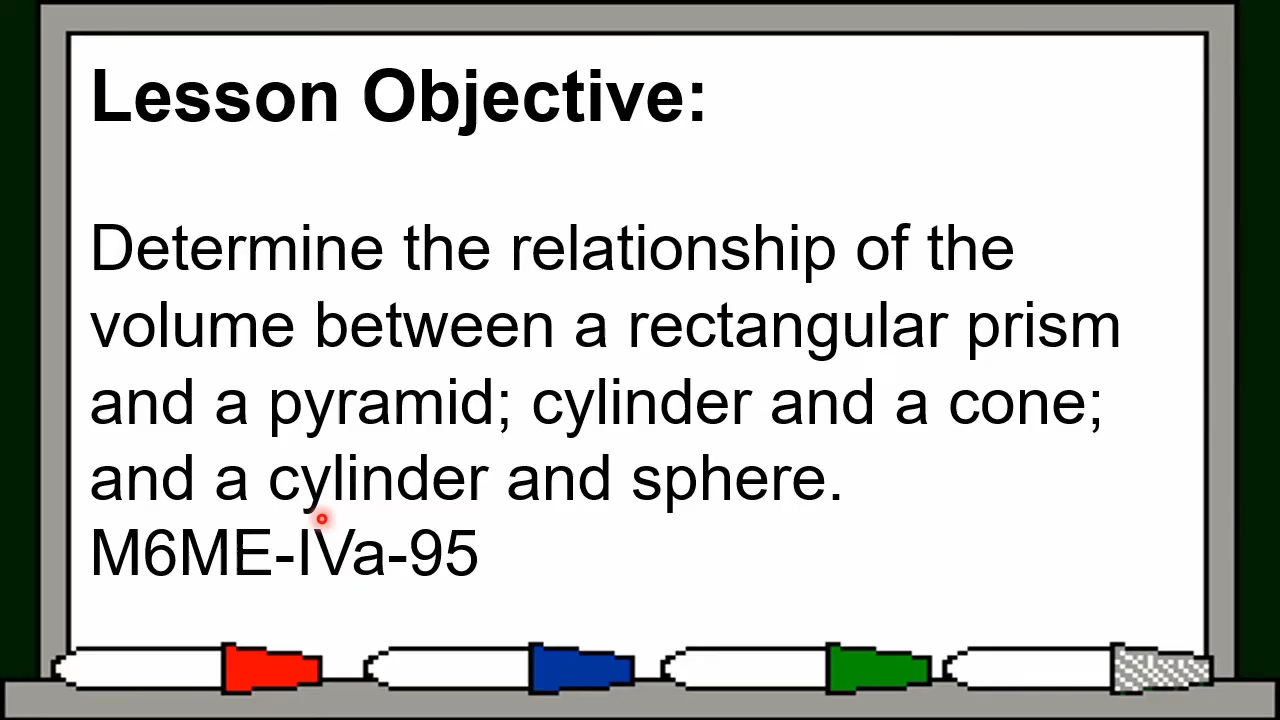 Lesson Objective:
Determine the relationship of the
volume between a rectangular prism
and a pyramid; cylinder and a cone;
and a cylinder and sphere.
M6ME-IVa-95